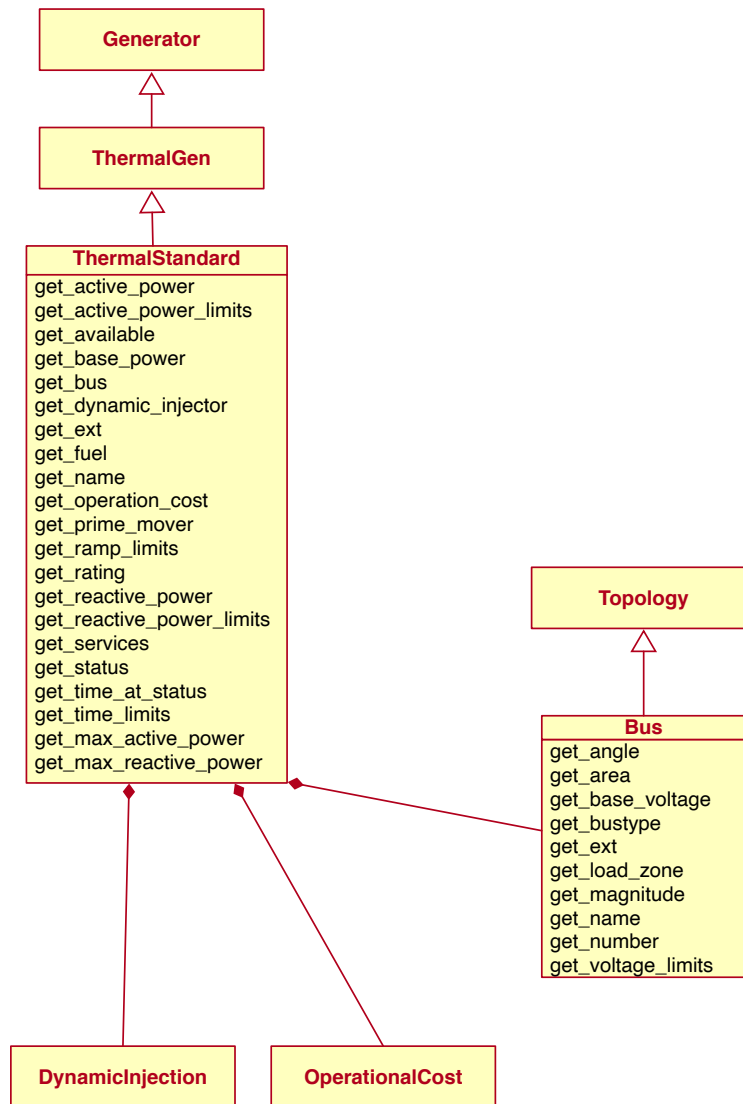 Generator
ThermalGen
ThermalStandard
get_active_power
get_active_power_limits
get_available
get_base_power
get_bus
get_dynamic_injector
get_ext
get_fuel
get_name
get_operation_cost
get_prime_mover
get_ramp_limits
get_rating
get_reactive_power
get_reactive_power_limits
get_services
get_status
get_time_at_status
get_time_limits
get_max_active_power
get_max_reactive_power
Topology
Bus
get_angle
get_area
get_base_voltage
get_bustype
get_ext
get_load_zone
get_magnitude
get_name
get_number
get_voltage_limits
DynamicInjection
OperationalCost